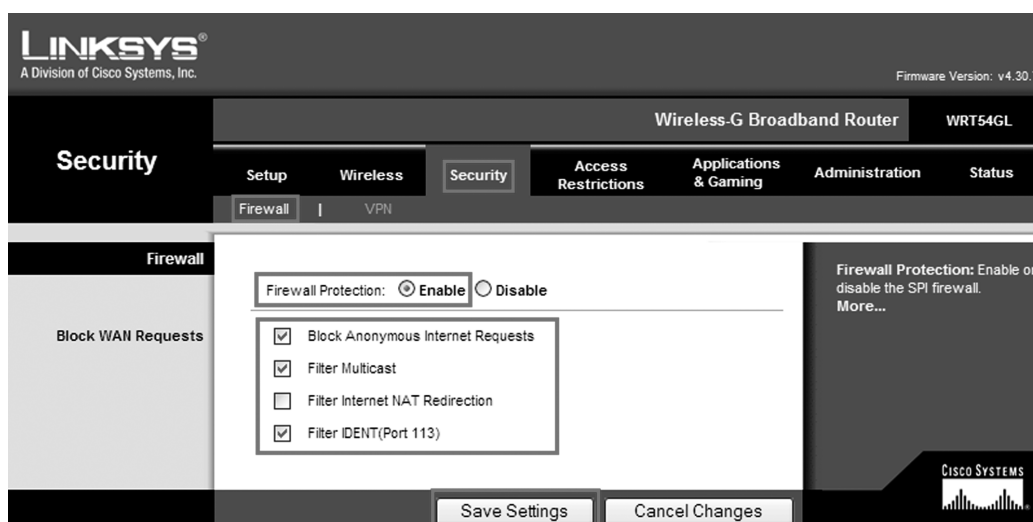 LINKSYS®
A Division of Cisco Systems, Inc.
Firmware Version: v4.30.
Wireless-G Broadband Router WRT54GL
Security
Setup Wireless Security Access Restrictions Applications & Gaming Administration Status
Firewall | VPN
Firewall
Firewall Protection: Enable Disable
Block WAN Requests
Block Anonymous Internet Requests
Filter Multicast
Filter Internet NAT Redirection
Filter IDENT(Port 113)
Firewall Protection: Enable or
disable the SPI firewall.
More...
CISCO SYSTEMS
Save Settings Cancel Changes